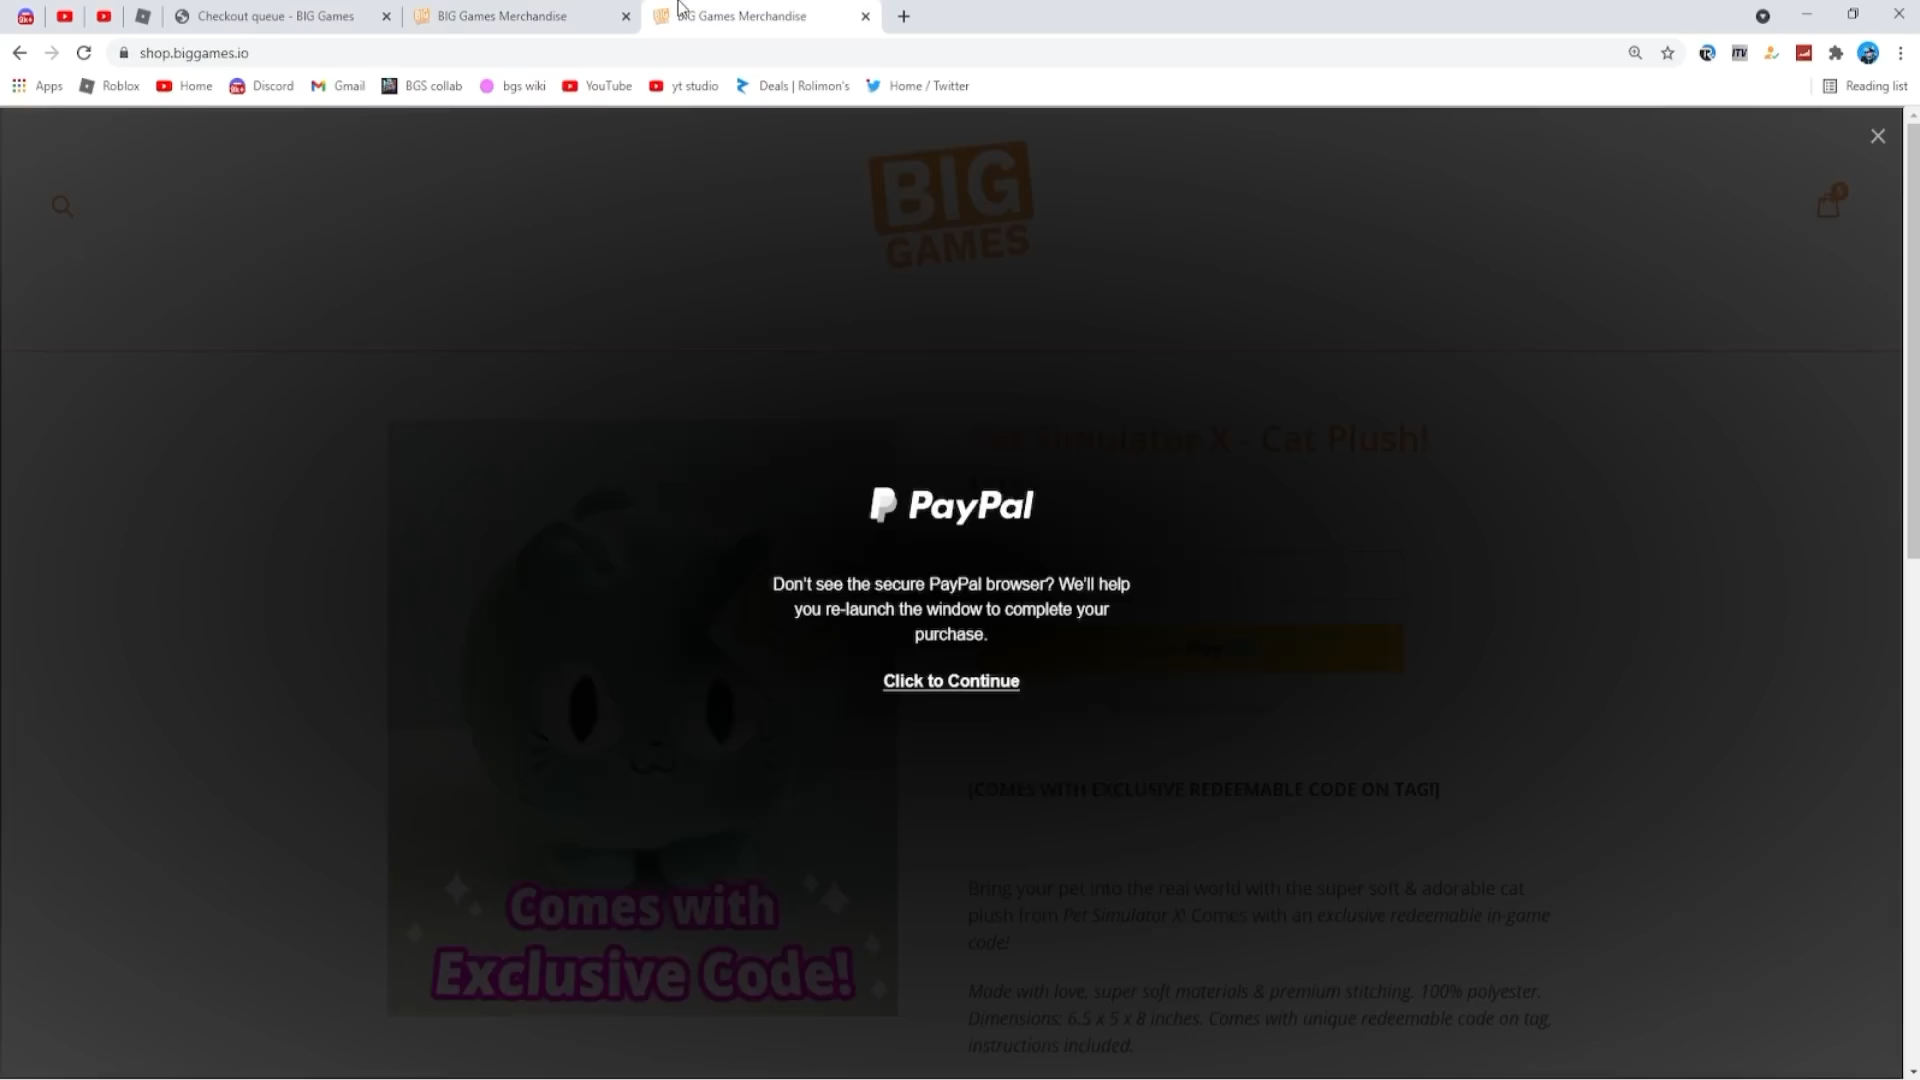 Checkout queue - BIG Games
BIG Games Merchandise
BIG Games Merchandise
shop.biggames.io
Apps Roblox Home Discord Gmail BGS collab bgs wiki YouTube yt studio Deals | Rolimon's Home / Twitter Reading list
BIG
GAMES
Pet Simulator X - Cat Plush!
PayPal
Don't see the secure PayPal browser? We'll help
you re-launch the window to complete your
purchase.
Click to Continue
[COMES WITH EXCLUSIVE REDEEMABLE CODE ON TAG!]
Bring your pet into the real world with the super soft & adorable cat
plush from Pet Simulator X! Comes with an exclusive redeemable in-game
code!
Comes with
Exclusive Code!
Made with love, super soft materials & premium stitching. 100% polyester.
Dimensions: 6.5 x 5 x 8 inches. Comes with unique redeemable code on tag,
instructions included.